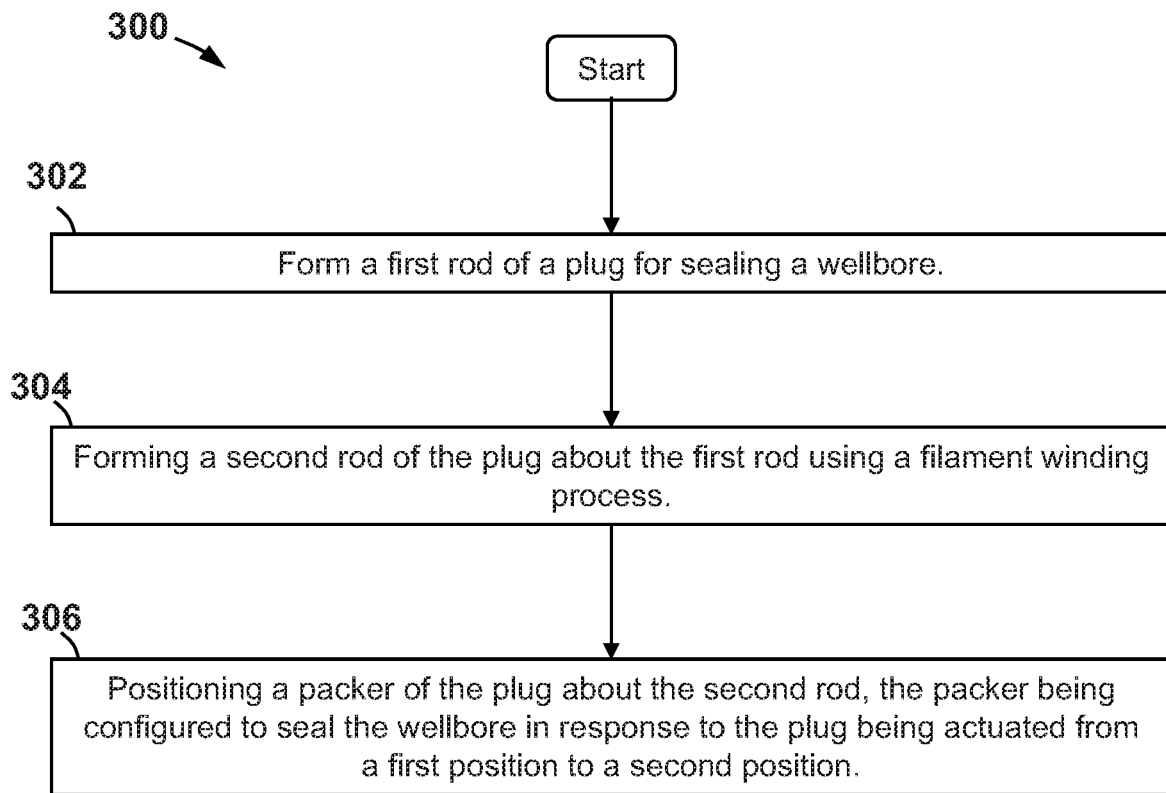 300
Start
302
Form a first rod of a plug for sealing a wellbore.
304
Forming a second rod of the plug about the first rod using a filament winding
process.
306
Positioning a packer of the plug about the second rod, the packer being
configured to seal the wellbore in response to the plug being actuated from
a first position to a second position.